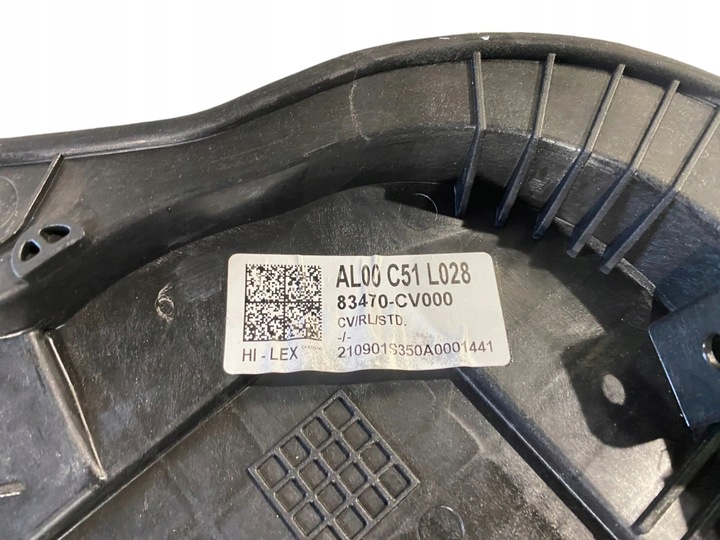 AL00 C51 L028
83470-CV000
CV/RL/STD.
-/-
HI - LEX
210901S350A0001441